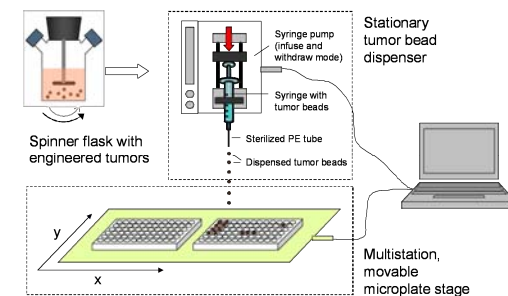 Spinner flask with
engineered tumors
Syringe pump
(infuse and
withdraw mode)
Syringe with
tumor beads
Sterilized PE tube
Dispensed tumor beads
Stationary
tumor bead
dispenser
y
x
Multistation,
movable
microplate stage